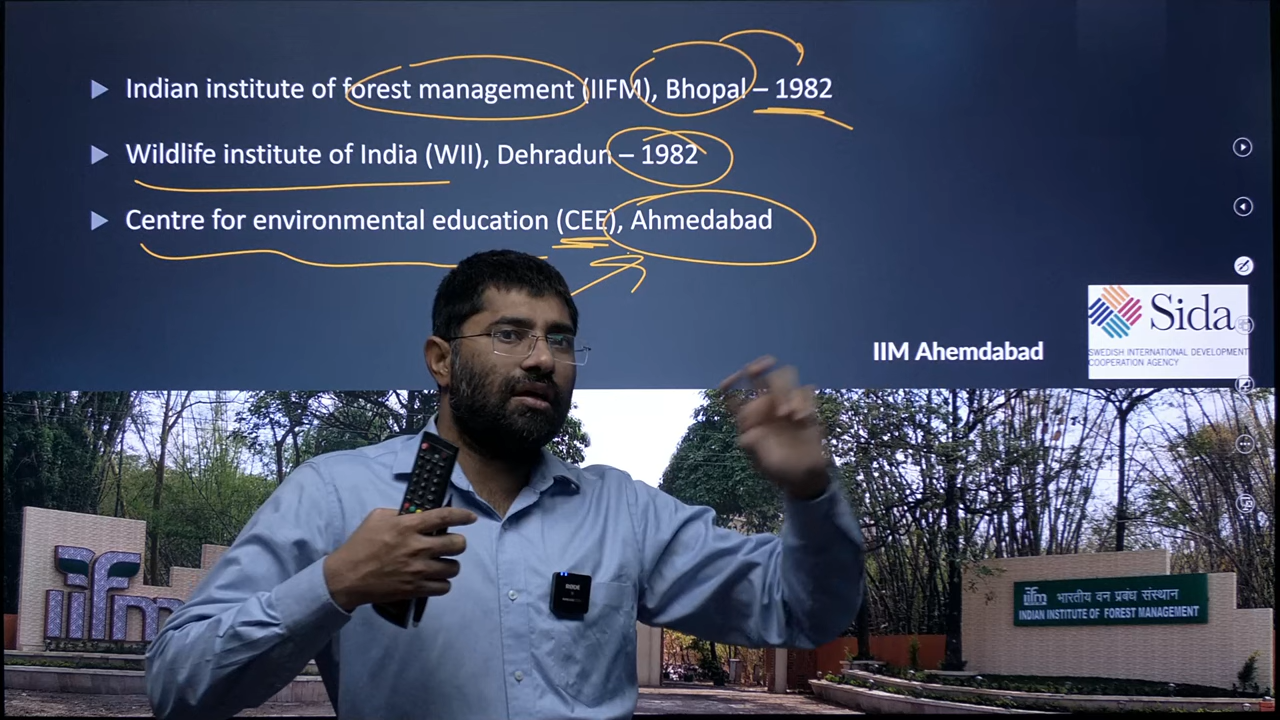 Indian institute of forest management (IIFM), Bhopal – 1982
Wildlife institute of India (WII), Dehradun – 1982
Centre for environmental education (CEE), Ahmedabad
Sida
SWEDISH INTERNATIONAL DEVELOPMENT
COOPERATION AGENCY
IIM Ahemdabad
iifm
iifm भारतीय वन प्रबंध संस्थान
INDIAN INSTITUTE OF FOREST MANAGEMENT
RODE